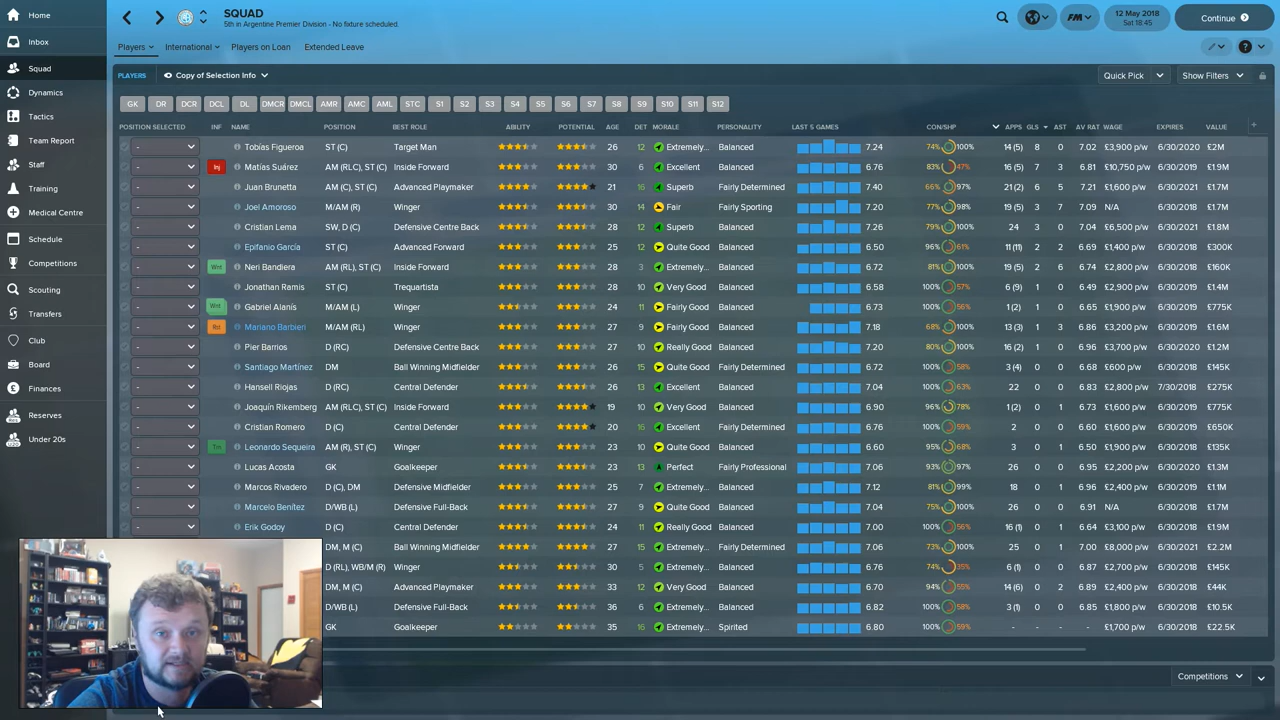 Home
SQUAD
5th in Argentine Premier Division - No fixture scheduled.
FM
12 May 2018
Sat 18:45
Continue
Inbox
Squad
Dynamics
Tactics
Team Report
Staff
Training
Medical Centre
Schedule
Competitions
Scouting
Transfers
Club
Board
Finances
Reserves
Under 20s
Players International Players on Loan Extended Leave
PLAYERS Copy of Selection Info Quick Pick Show Filters
GK DR DCR DCL DL DMCR DMCL AMR AMC AML STC S1 S2 S3 S4 S5 S6 S7 S8 S9 S10 S11 S12
POSITION SELECTED INF NAME POSITION BEST ROLE ABILITY POTENTIAL AGE DET MORALE PERSONALITY LAST 5 GAMES CON/SHP APPS GLS AST AV RAT WAGE EXPIRES VALUE
- Tobías Figueroa ST (C) Target Man 26 12 Extremely... Balanced 7.24 74% 100% 14 (5) 8 0 7.02 £3,900 p/w 6/30/2020 £2M
- Inj Matías Suárez AM (RLC), ST (C) Inside Forward 30 6 Excellent Balanced 6.76 83% 47% 16 (5) 7 3 6.81 £10,750 p/w 6/30/2019 £1.9M
- Juan Brunetta AM (C), ST (C) Advanced Playmaker 21 16 Superb Fairly Determined 7.40 66% 97% 21 (2) 6 5 7.21 £1,600 p/w 6/30/2018 £1.7M
- Joel Amoroso M/AM (R) Winger 30 14 Fair Fairly Sporting 7.20 77% 98% 19 (5) 3 7 7.09 N/A 6/30/2018 £1.7M
- Cristian Lema SW, D (C) Defensive Centre Back 28 12 Superb Balanced 7.26 79% 100% 24 3 0 7.04 £6,500 p/w 6/30/2019 £1.8M
- Epifanio García ST (C) Advanced Forward 25 12 Quite Good Balanced 6.50 96% 61% 11 (11) 2 2 6.69 £1,400 p/w 6/30/2018 £300K
- Wnt Neri Bandiera AM (RL), ST (C) Inside Forward 28 3 Extremely... Balanced 6.72 81% 100% 19 (5) 2 6 6.74 £2,800 p/w 6/30/2018 £160K
- Jonathan Ramis ST (C) Trequartista 28 10 Very Good Balanced 6.58 100% 57% 6 (9) 1 0 6.49 £2,900 p/w 6/30/2018 £1.4M
- Wnt Gabriel Alanís M/AM (L) Winger 24 11 Fairly Good Balanced 6.73 100% 56% 1 (2) 1 0 6.65 £1,900 p/w 6/30/2018 £775K
- Rst Mariano Barbieri M/AM (RL) Winger 27 9 Fairly Good Balanced 7.18 68% 100% 13 (3) 1 3 6.86 £3,200 p/w 6/30/2018 £1.6M
- Pier Barrios D (RC) Defensive Centre Back 27 10 Really Good Balanced 7.20 80% 100% 16 (2) 1 0 6.96 £3,700 p/w 6/30/2020 £1.2M
- Santiago Martínez DM Ball Winning Midfielder 26 15 Quite Good Balanced 7.36 100% 58% 3 (4) 0 0 6.68 £600 p/w 6/30/2018 £145K
- Hansell Riojas D (RC) Central Defender 26 13 Excellent Balanced 7.04 100% 63% 22 0 0 6.83 £2,800 p/w 7/30/2018 £275K
- Joaquín Rikemberg AM (RLC), ST (C) Inside Forward 19 10 Very Good Balanced 6.90 96% 78% 1 (2) 0 1 6.73 £1,600 p/w 6/30/2019 £775K
- Cristian Romero D (C) Central Defender 20 16 Excellent Fairly Determined 6.76 100% 59% 2 0 0 6.60 £1,600 p/w 6/30/2019 £650K
- Trn Leonardo Sequeira AM (R), ST (C) Winger 23 10 Quite Good Balanced 6.60 95% 68% 3 0 1 6.50 £1,900 p/w 6/30/2018 £135K
- Lucas Acosta GK Goalkeeper 23 13 Perfect Fairly Professional 7.06 93% 97% 26 0 0 6.95 £2,200 p/w 6/30/2020 £1.3M
- Marcos Rivadero D (C), DM Defensive Midfielder 25 7 Extremely... Balanced 7.12 81% 99% 18 0 1 6.96 £2,400 p/w 6/30/2021 £1.1M
- Marcelo Benítez D/WB (L) Defensive Full-Back 27 9 Quite Good Balanced 7.04 75% 100% 26 0 0 6.91 N/A 6/30/2018 £1.7M
- Erik Godoy D (C) Central Defender 24 11 Really Good Balanced 7.00 100% 56% 16 (1) 0 1 6.64 £3,100 p/w 6/30/2018 £1.9M
DM, M (C) Ball Winning Midfielder 27 15 Extremely... Fairly Determined 7.06 73% 100% 25 0 1 7.00 £8,000 p/w 6/30/2021 £2.2M
D (RL), WB/M (R) Winger 30 5 Extremely... Balanced 6.76 74% 35% 6 (1) 0 0 6.87 £2,700 p/w 6/30/2018 £145K
DM, M (C) Advanced Playmaker 33 12 Very Good Balanced 6.70 94% 55% 14 (6) 0 2 6.89 £2,400 p/w 6/30/2018 £44K
D/WB (L) Defensive Full-Back 36 6 Extremely... Balanced 6.82 100% 58% 3 (1) 0 0 6.85 £1,800 p/w 6/30/2018 £10.5K
GK Goalkeeper 35 16 Extremely... Spirited 6.80 100% 59% - - - - £1,700 p/w 6/30/2018 £22.5K
Competitions